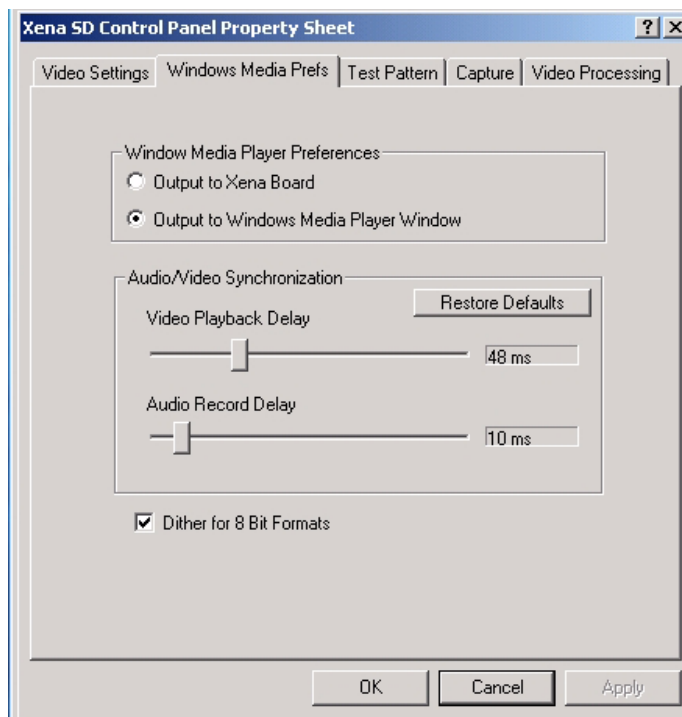 Xena SD Control Panel Property Sheet
Video Settings Windows Media Prefs Test Pattern Capture Video Processing
Window Media Player Preferences
Output to Xena Board
Output to Windows Media Player Window
Audio/Video Synchronization
Restore Defaults
Video Playback Delay
48 ms
Audio Record Delay
10 ms
Dither for 8 Bit Formats
OK Cancel Apply